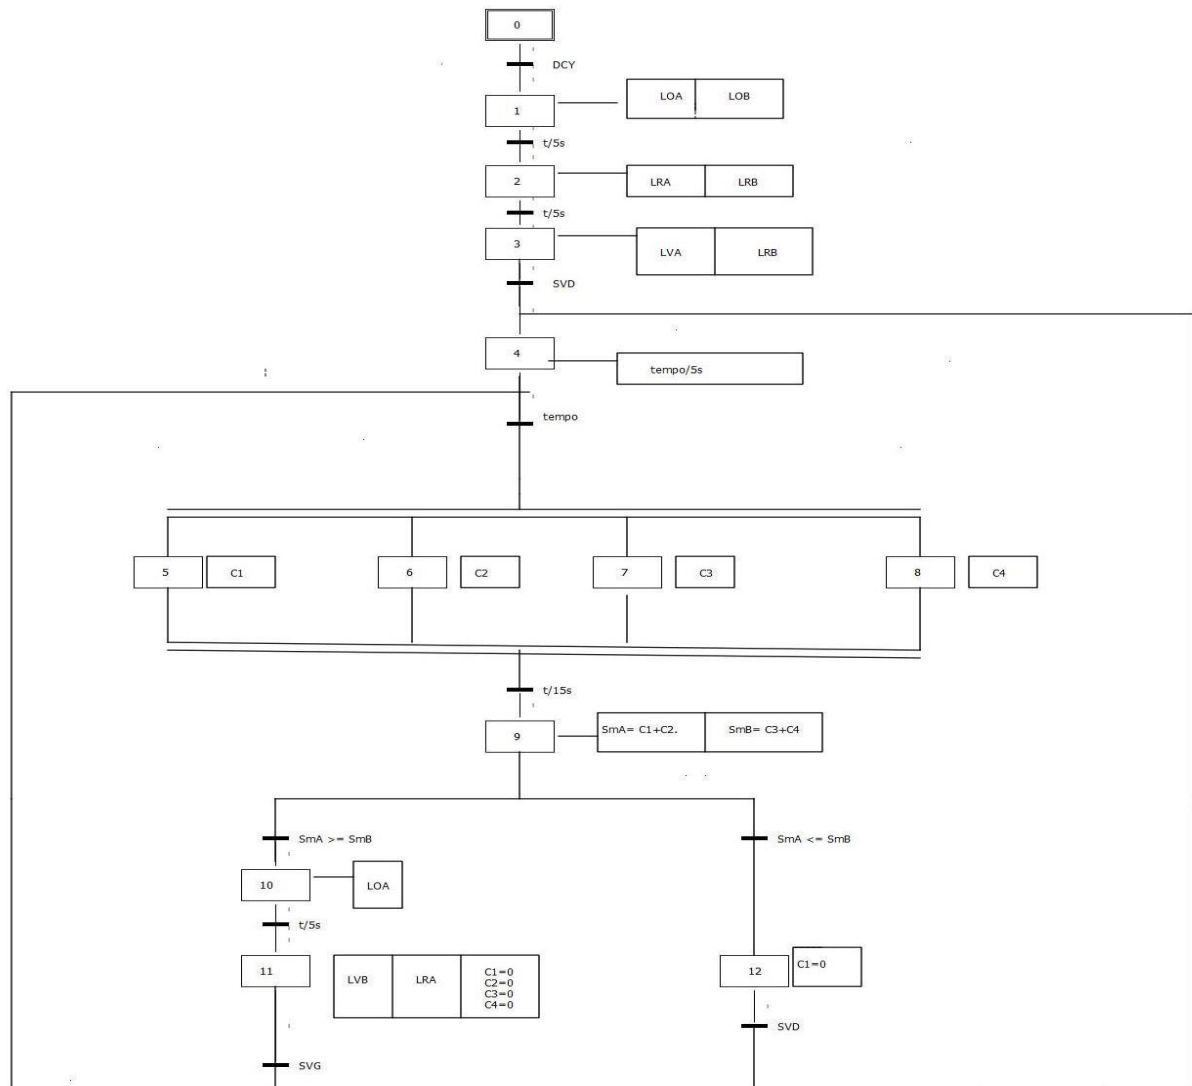 0
DCY
1
LOA LOB
t/5s
2
LRA LRB
t/5s
3
LVA LRB
SVD
4
tempo/5s
tempo
5 C1 6 C2 7 C3 8 C4
t/15s
9
SmA= C1+C2. SmB= C3+C4
SmA >= SmB SmA <= SmB
10
LOA
t/5s
11
LVB LRA
C1=0
C2=0
C3=0
C4=0
12
C1=0
SVD
SVG